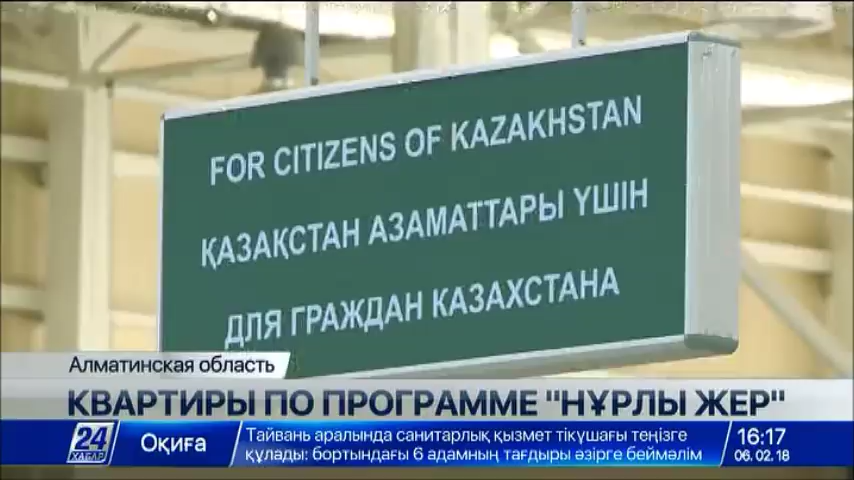 FOR CITIZENS OF KAZAKHSTAN
ҚАЗАҚСТАН АЗАМАТТАРЫ ҮШІН
ДЛЯ ГРАЖДАН КАЗАХСТАНА
Алматинская область
КВАРТИРЫ ПО ПРОГРАММЕ "НҰРЛЫ ЖЕР"
24
ХАБАР
Оқиға
Тайвань аралында санитарлық қызмет тікұшағы теңізге
құлады: бортындағы 6 адамның тағдыры әзірге беймәлім
16:17
06.02.18